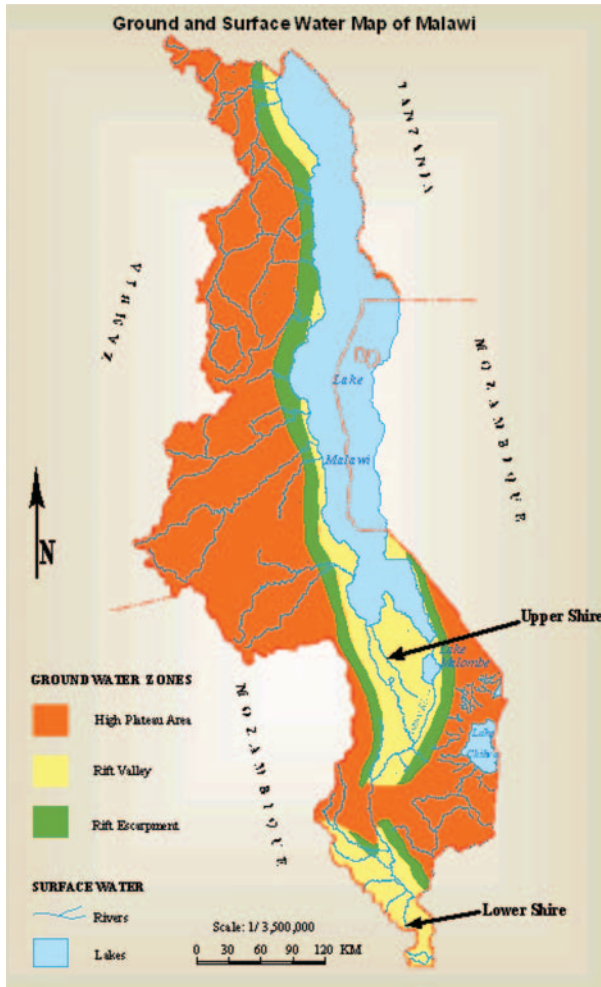 Ground and Surface Water Map of Malawi
TANZANIA
ZAMBIA
MOZAMBIQUE
Lake
Malawi
N
Upper Shire
Lake
Malombe
GROUND WATER ZONES
High Plateau Area
Lake
Rift Valley
MOZAMBIQUE
Rift Escarpment
SURFACE WATER
Rivers
Lower Shire
Scale: 1/ 3,500,000
Lakes
0 30 60 90 120 KM